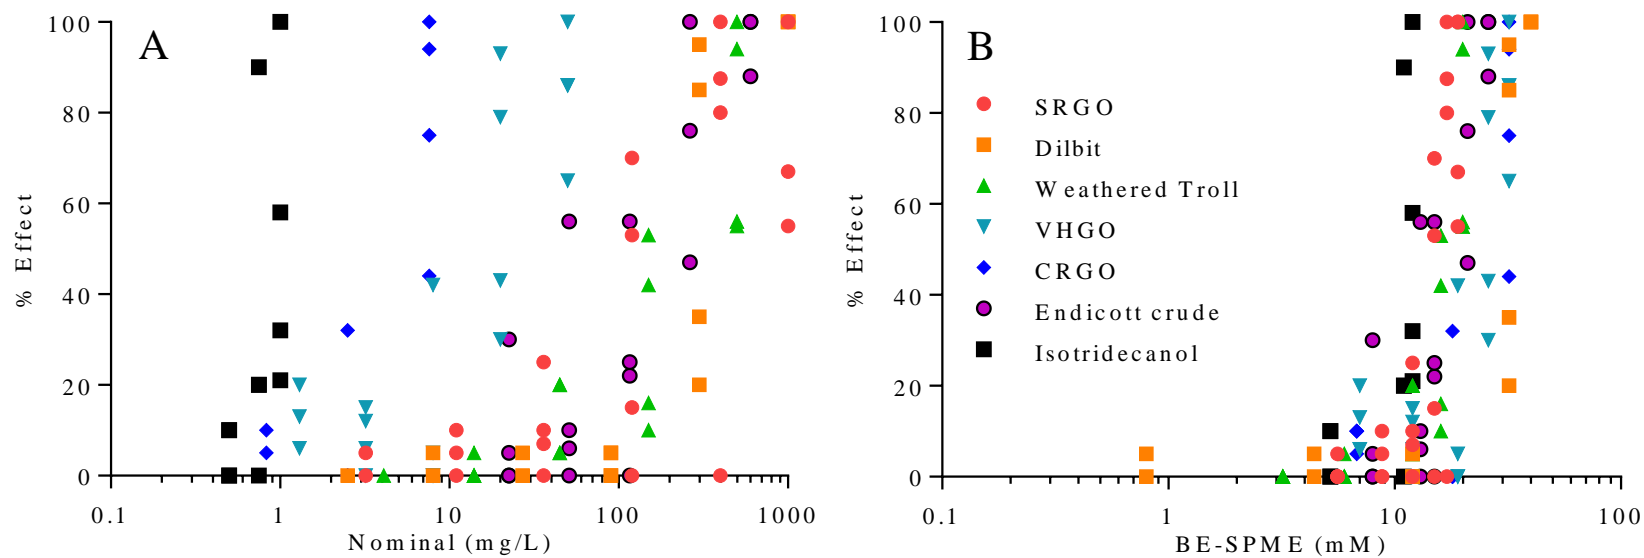 A
% Effect
100
80
60
40
20
0
0.1 1 10 100 1000
Nominal (mg/L)
B
% Effect
100
80
60
40
20
0
SRGO
Dilbit
Weathered Troll
VHGO
CRGO
Endicott crude
Isotridecanol
0.1 1 10 100
BE-SPME (mM)